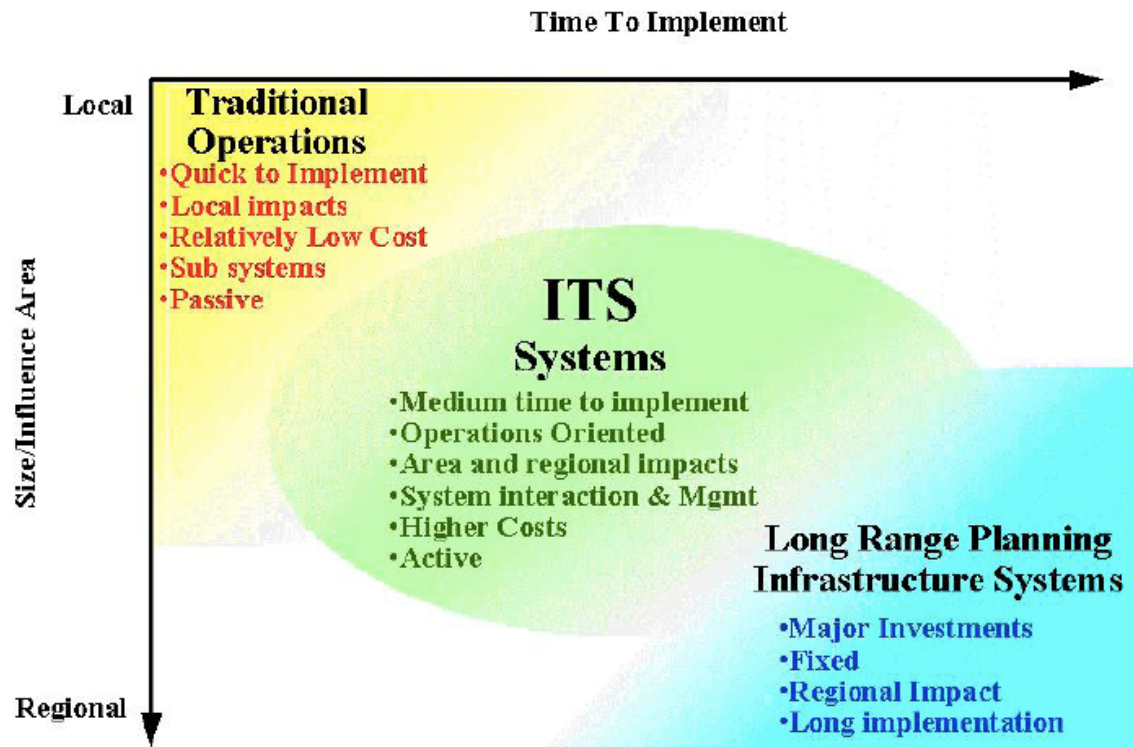 Time To Implement
Local
Traditional
Operations
•Quick to Implement
•Local impacts
•Relatively Low Cost
•Sub systems
•Passive
Size/Influence Area
ITS
Systems
•Medium time to implement
•Operations Oriented
•Area and regional impacts
•System interaction & Mgmt
•Higher Costs
•Active
Long Range Planning
Infrastructure Systems
•Major Investments
•Fixed
•Regional Impact
•Long implementation
Regional